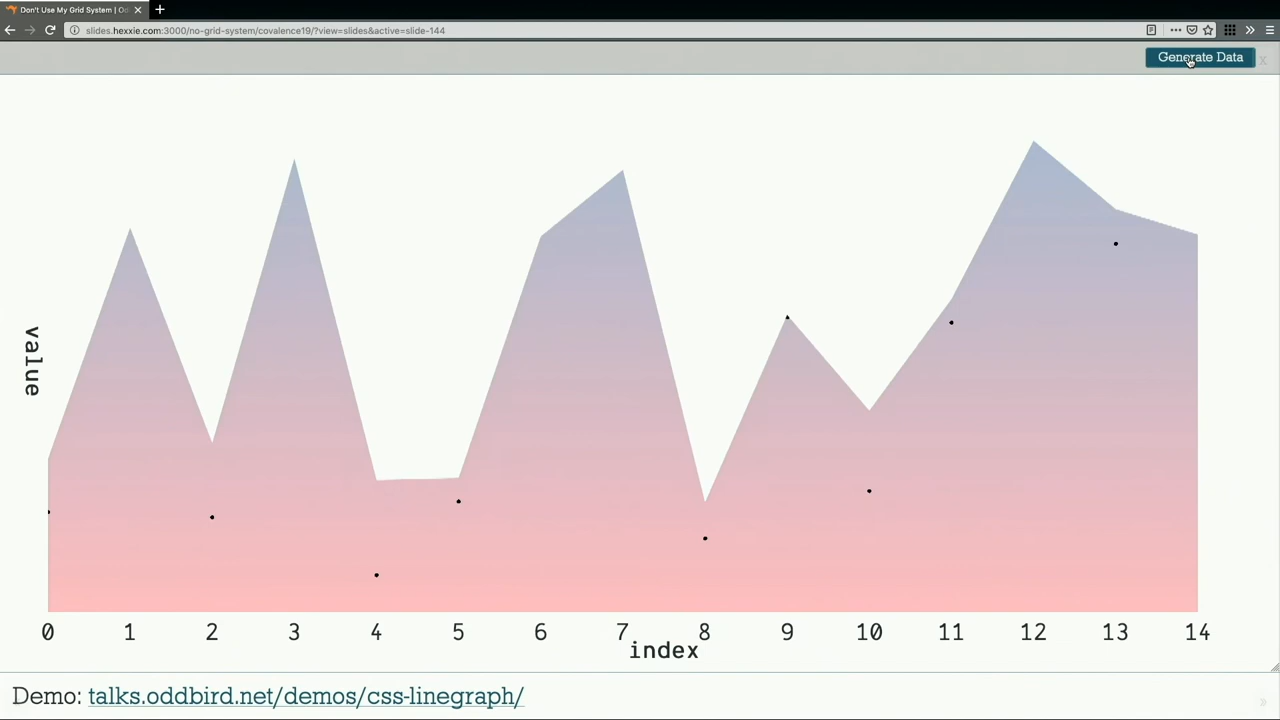 Don't Use My Grid System | Od
slides.hexxie.com:3000/no-grid-system/covalence19/?view=slides&active=slide-144
Generate Data
x
value
0 1 2 3 4 5 6 7 8 9 10 11 12 13 14
index
Demo: talks.oddbird.net/demos/css-linegraph/